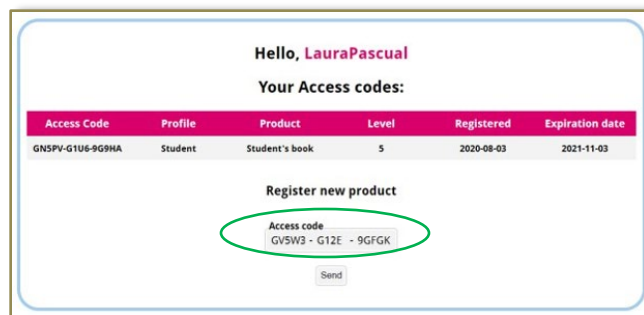 Hello, LauraPascual
Your Access codes:
Access Code Profile Product Level Registered Expiration date
GN5PV-G1U6-9G9HA Student Student's book 5 2020-08-03 2021-11-03
Register new product
Access code
GV5W3 - G12E - 9GFGK
Send